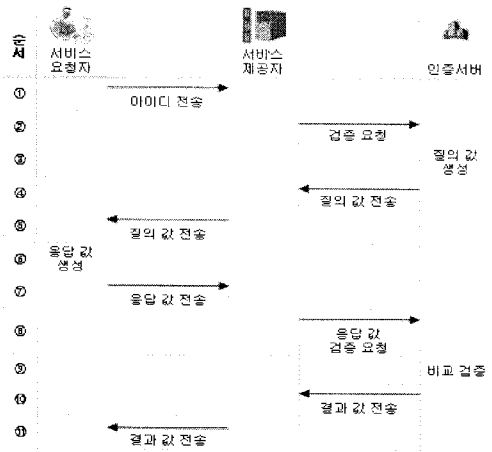 순서
서비스
요청자
서비스
제공자
인증서버
①
아이디 전송
②
검증 요청
③
질의 값
생성
④
질의 값 전송
⑤
질의 값 전송
⑥
응답 값
생성
⑦
응답 값 전송
⑧
응답 값
검증 요청
⑨
비교 검증
⑩
결과 값 전송
⑪
결과 값 전송